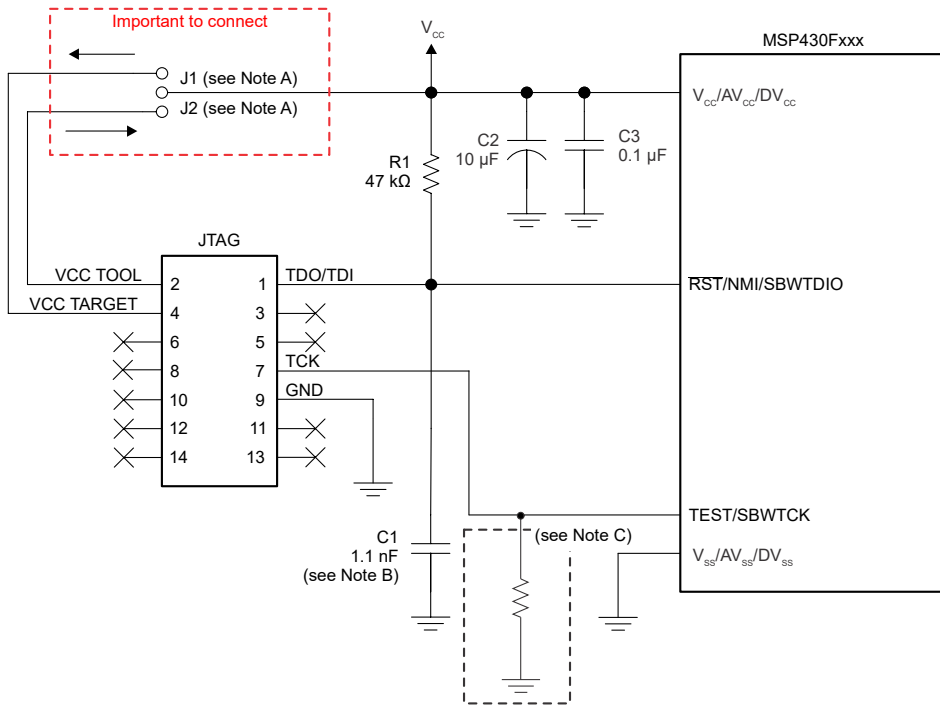 Important to connect
J1 (see Note A)
J2 (see Note A)
VCC
MSP430Fxxx
VCC/AVCC/DVCC
C2
10 µF
C3
0.1 µF
R1
47 kΩ
JTAG
VCC TOOL
2
1
TDO/TDI
RST/NMI/SBWTDIO
VCC TARGET
4
3
6
5
8
7
TCK
10
9
GND
12
11
14
13
TEST/SBWTCK
C1
1.1 nF
(see Note B)
(see Note C)
VSS/AVSS/DVSS